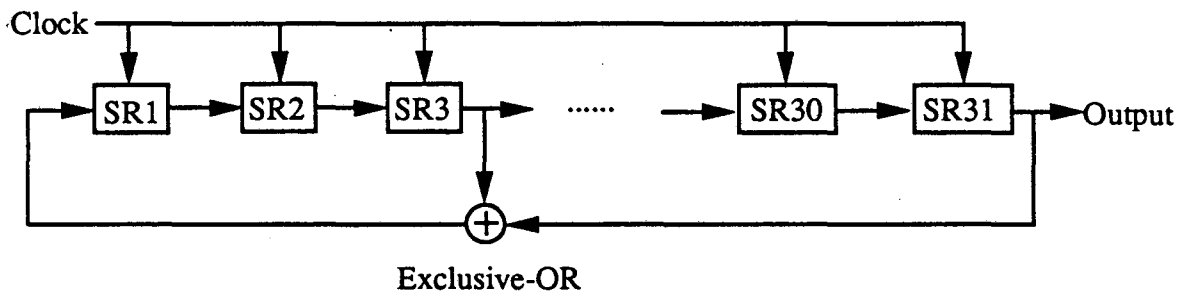 Clock
SR1 SR2 SR3 ...... SR30 SR31 Output
Exclusive-OR